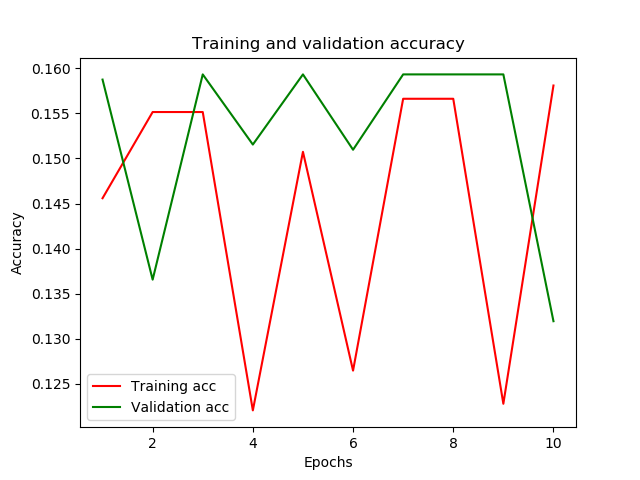 Training and validation accuracy
0.160
0.155
0.150
0.145
0.140
0.135
0.130
0.125
Accuracy
Training acc
Validation acc
2 4 6 8 10
Epochs